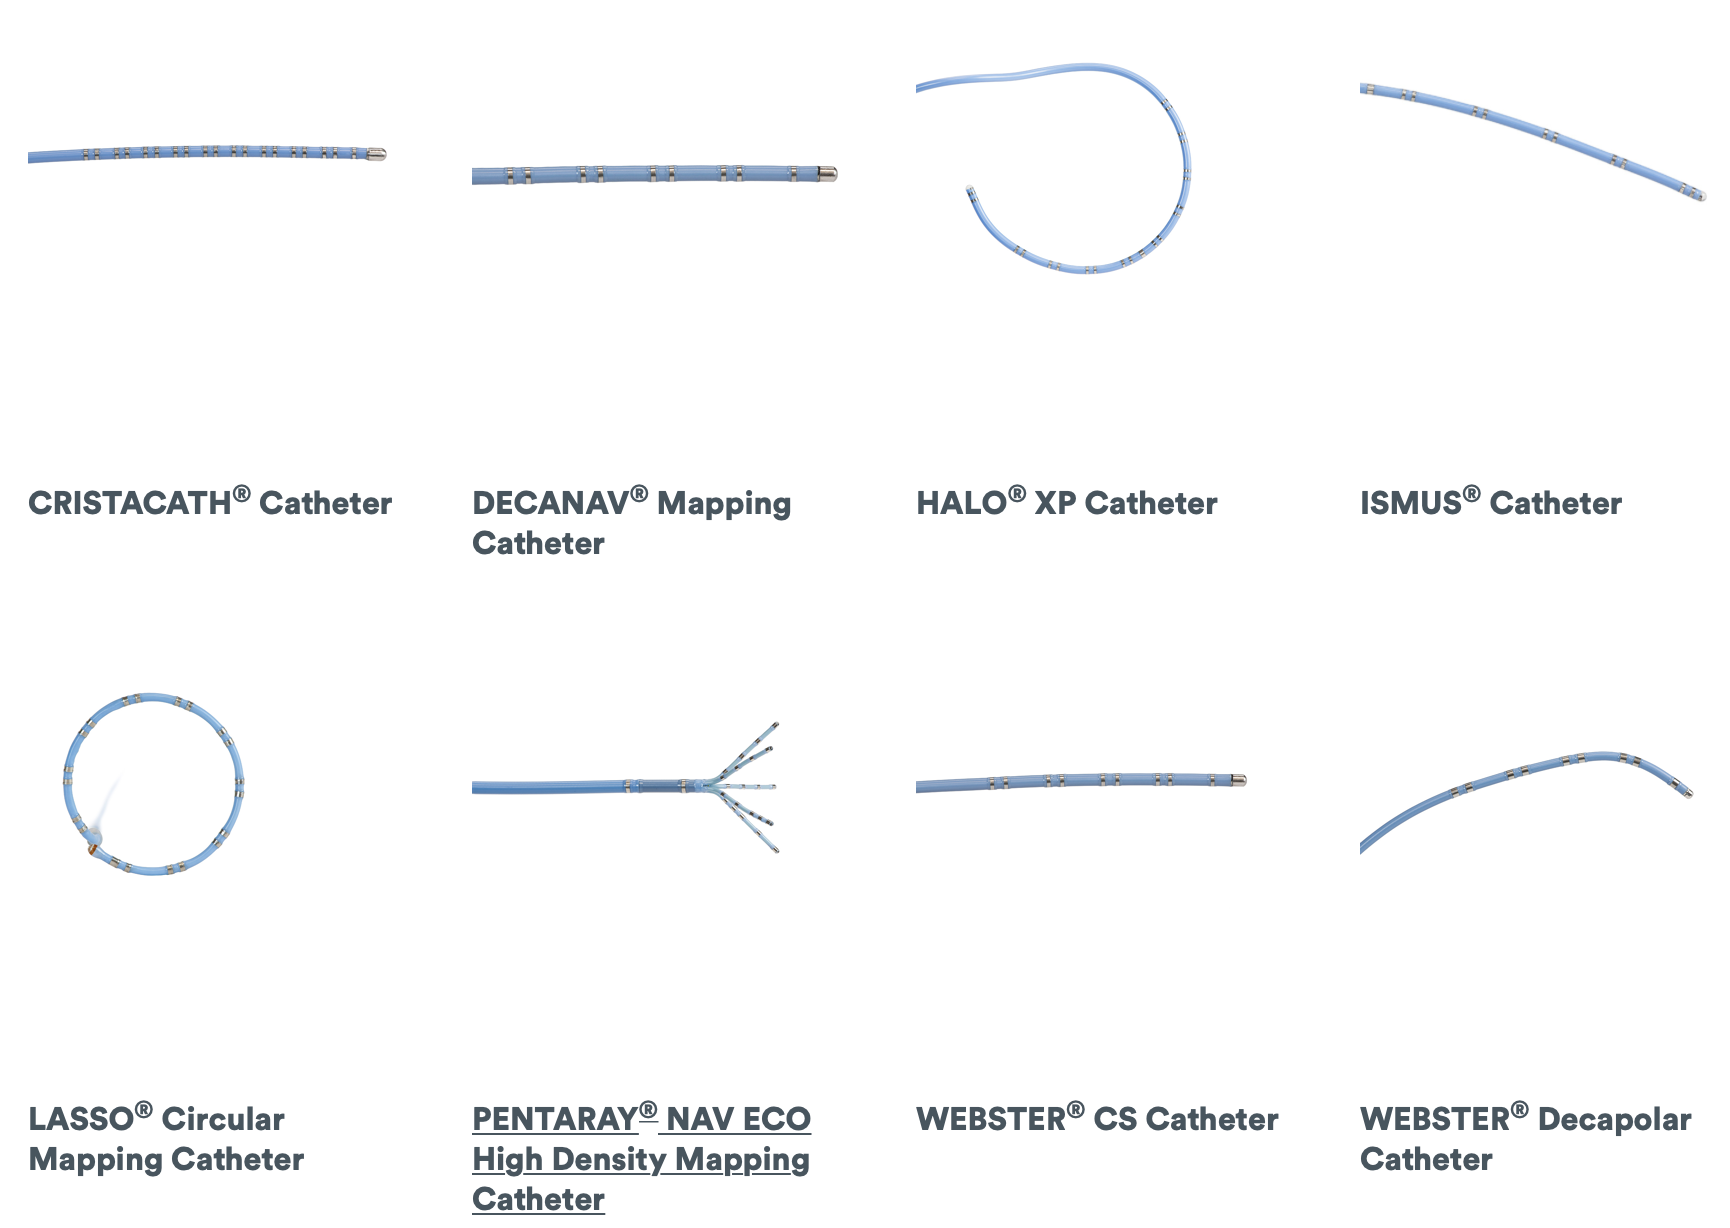 CRISTACATH® Catheter
DECANAV® Mapping
Catheter
HALO® XP Catheter
ISMUS® Catheter
LASSO® Circular
Mapping Catheter
PENTARAY® NAV ECO
High Density Mapping
Catheter
WEBSTER® CS Catheter
WEBSTER® Decapolar
Catheter